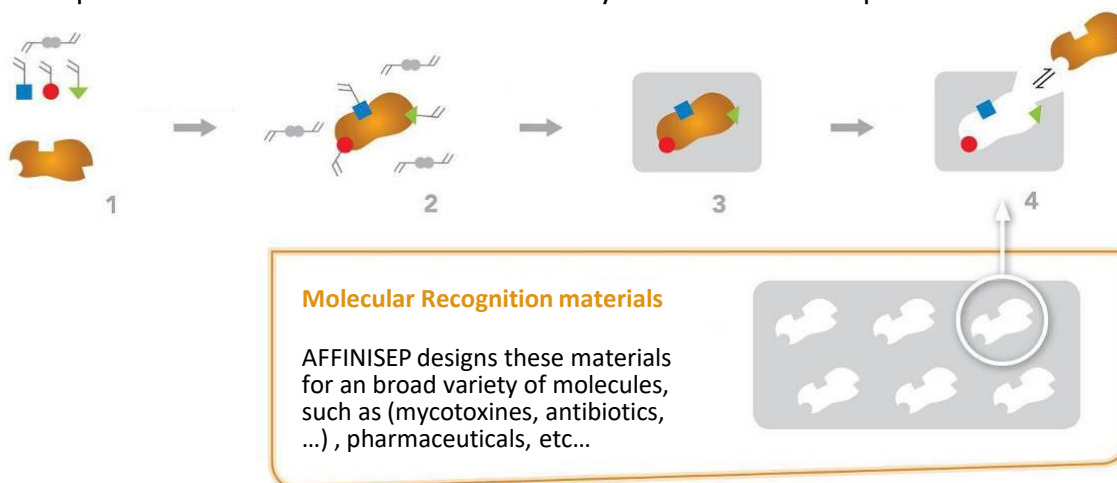 1
2
3
4
Molecular Recognition materials
AFFINISEP designs these materials
for an broad variety of molecules,
such as (mycotoxines, antibiotics,
...) , pharmaceuticals, etc...